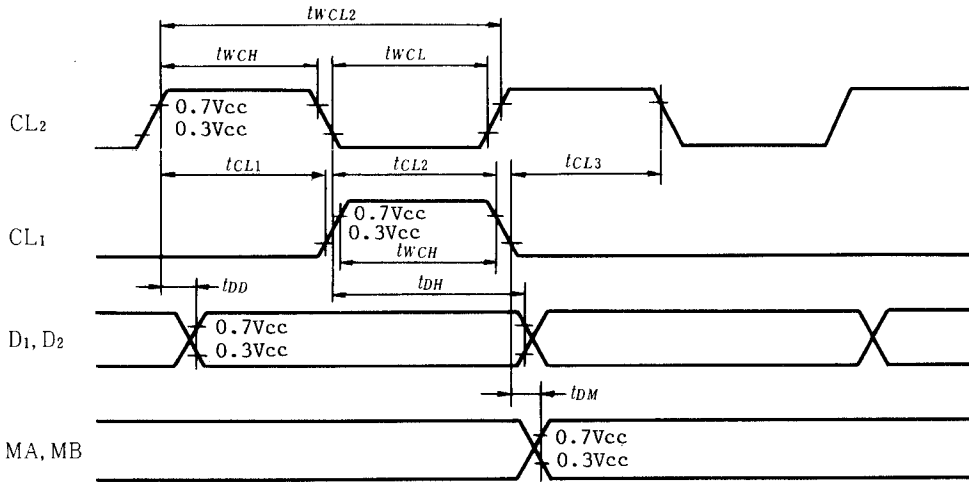 tWCL2
tWCH
tWCL
CL2
0.7Vcc
0.3Vcc
tCL1
tCL2
tCL3
CL1
0.7Vcc
0.3Vcc
tWCH
tDH
tDD
D1, D2
0.7Vcc
0.3Vcc
tDM
MA, MB
0.7Vcc
0.3Vcc